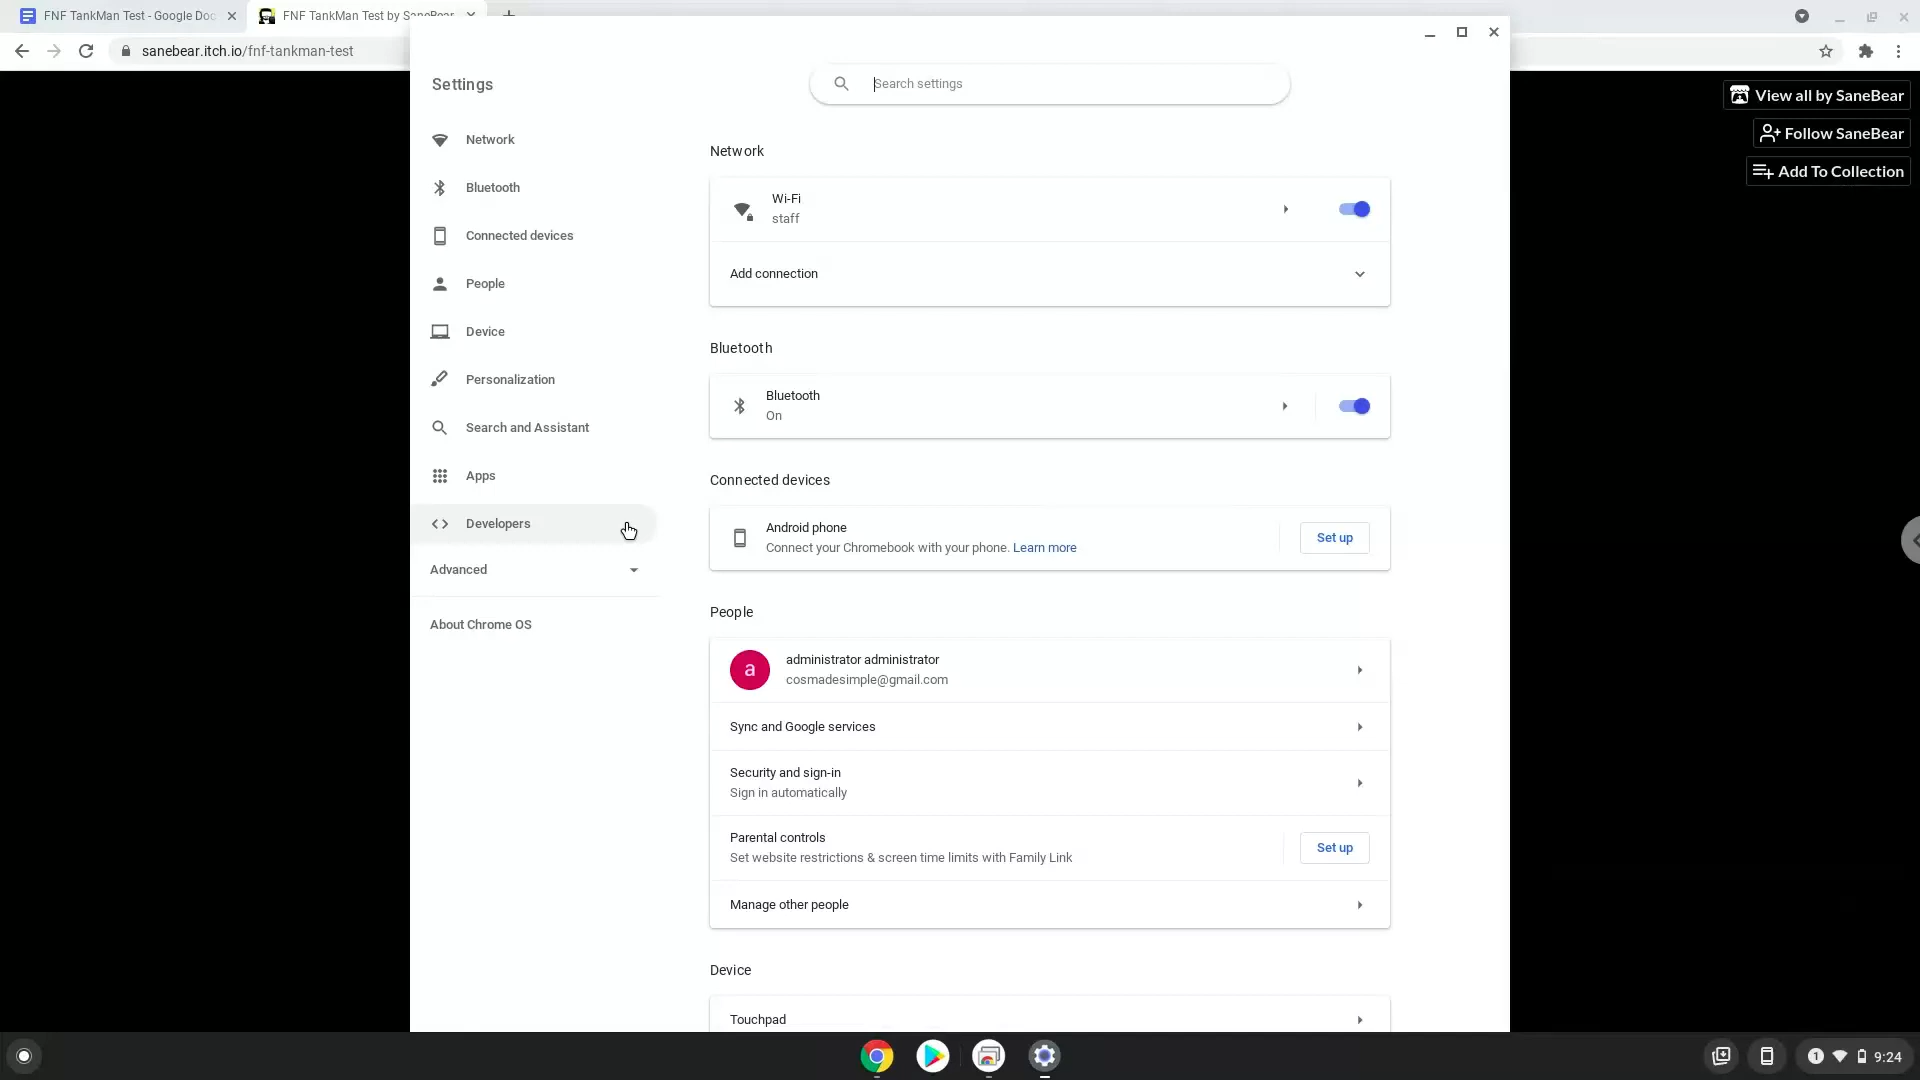 FNF TankMan Test - Google Doc
FNF TankMan Test by SaneBear
sanebear.itch.io/fnf-tankman-test
View all by SaneBear
Follow SaneBear
Add To Collection
Settings
Search settings
Network
Bluetooth
Connected devices
People
Device
Personalization
Search and Assistant
Apps
Developers
Advanced
About Chrome OS
Network
Wi-Fi
staff
Add connection
Bluetooth
Bluetooth
On
Connected devices
Android phone
Connect your Chromebook with your phone. Learn more
Set up
People
a
administrator administrator
cosmadesimple@gmail.com
Sync and Google services
Security and sign-in
Sign in automatically
Parental controls
Set website restrictions & screen time limits with Family Link
Set up
Manage other people
Device
Touchpad
1
9:24